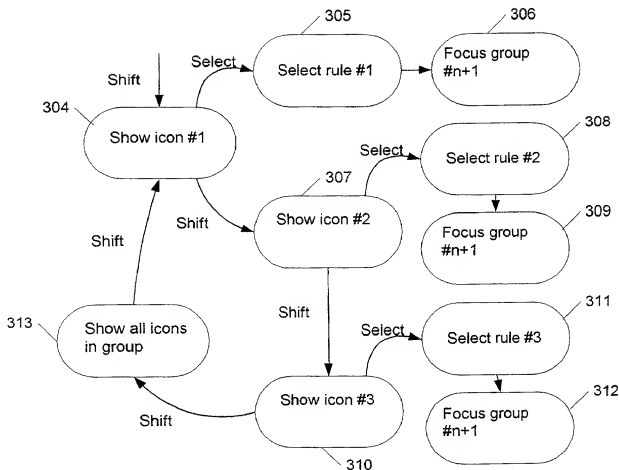 305
306
Select
Select rule #1
Focus group
#n+1
Shift
304
Show icon #1
308
Select
Select rule #2
307
Shift
Show icon #2
309
Focus group
#n+1
Shift
313
Show all icons
in group
Shift
311
Select
Select rule #3
Shift
Show icon #3
310
312
Focus group
#n+1